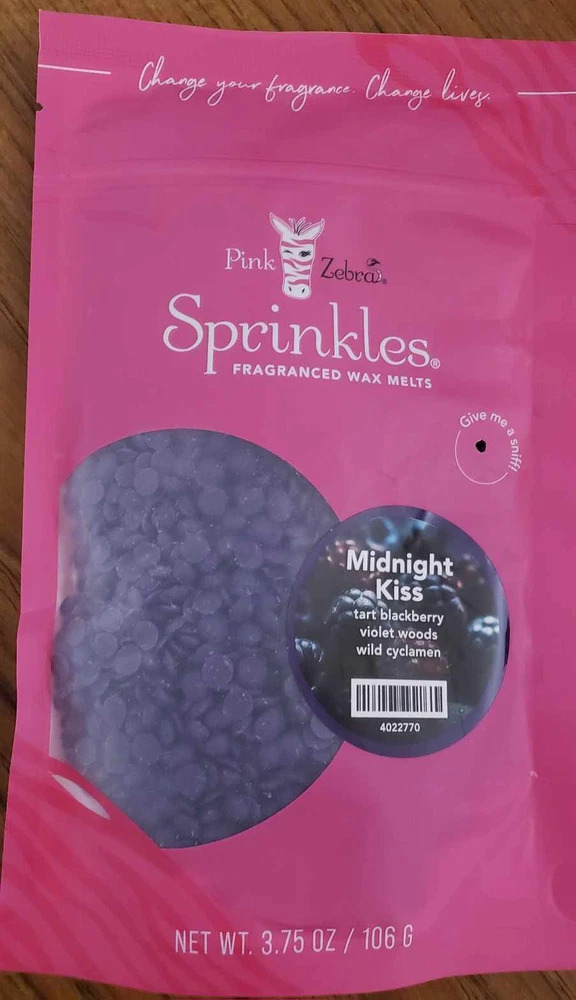 Change your fragrance. Change lives.
Pink Zebra®
Sprinkles®
FRAGRANCED WAX MELTS
Give me a sniff!
Midnight
Kiss
tart blackberry
violet woods
wild cyclamen
4022770
NET WT. 3.75 OZ / 106 G